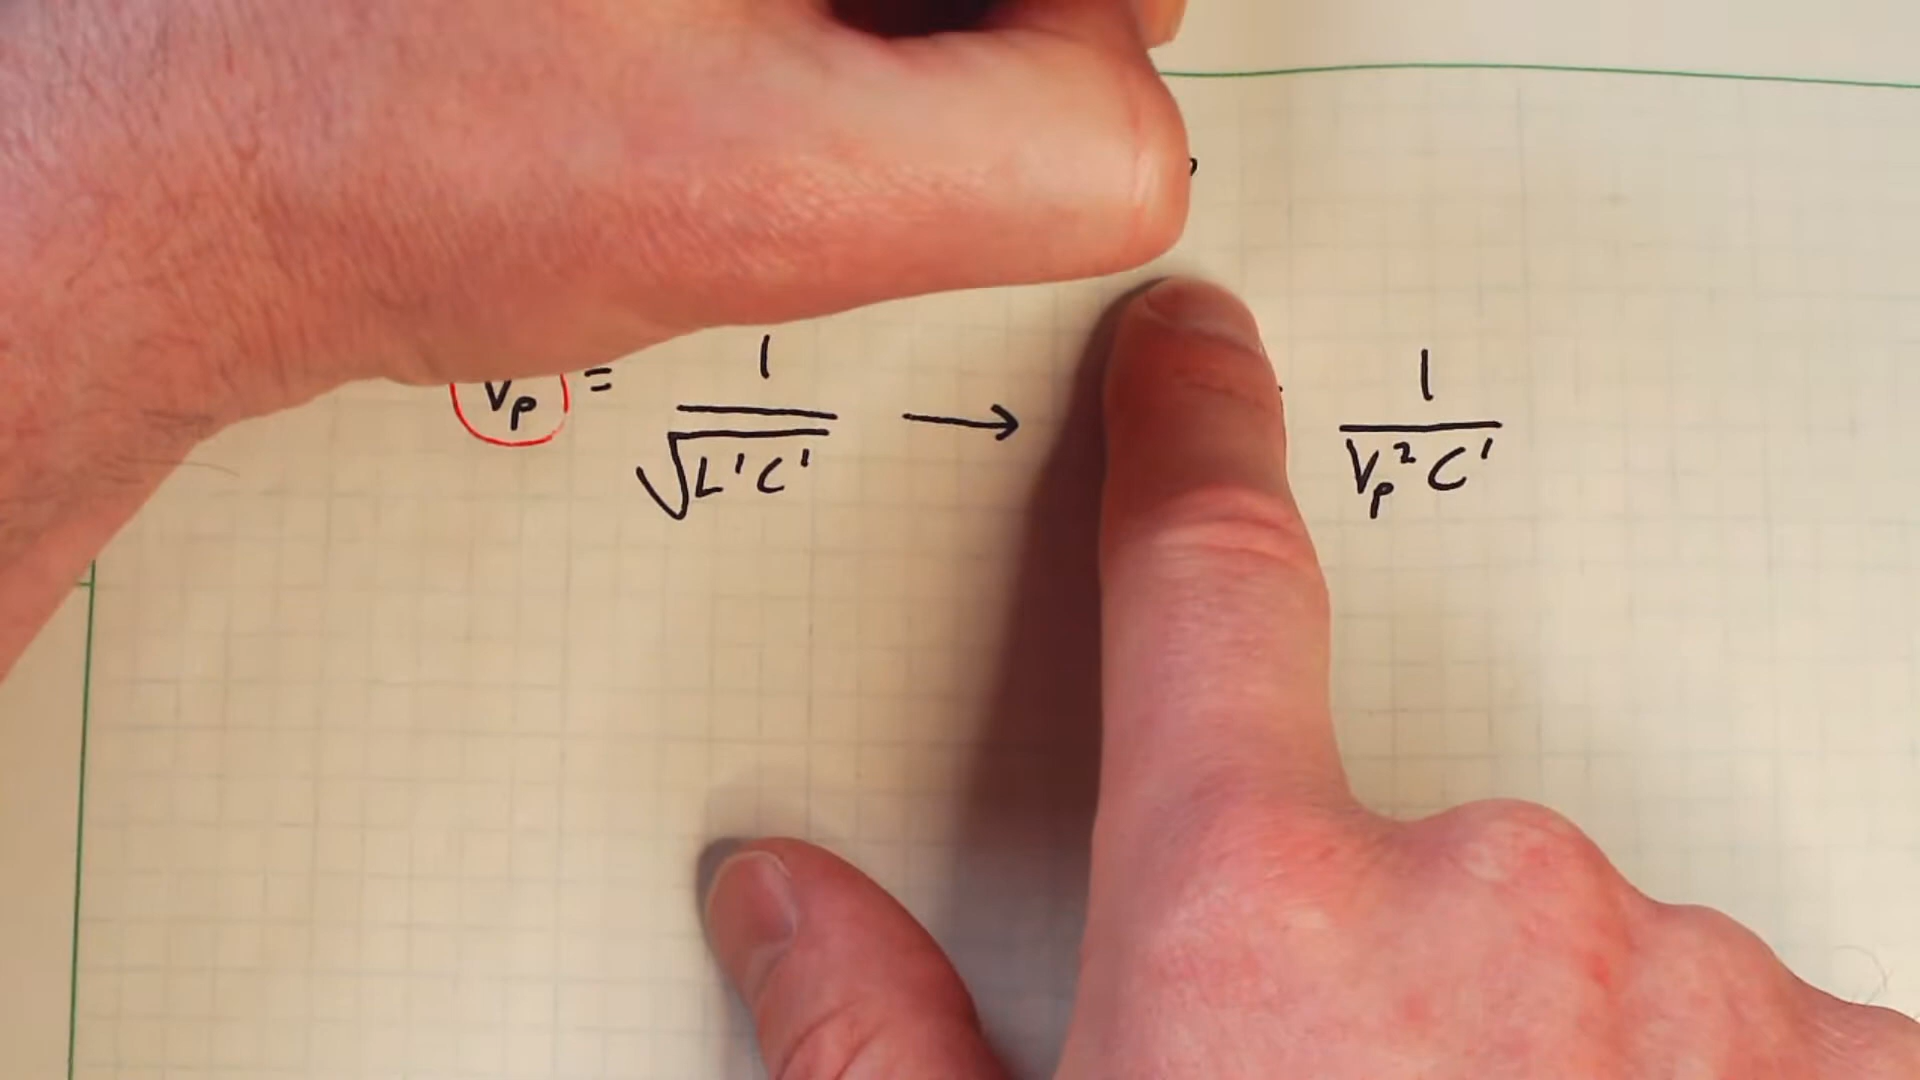 Vp = 1/√L'C' → 1/Vp²C'